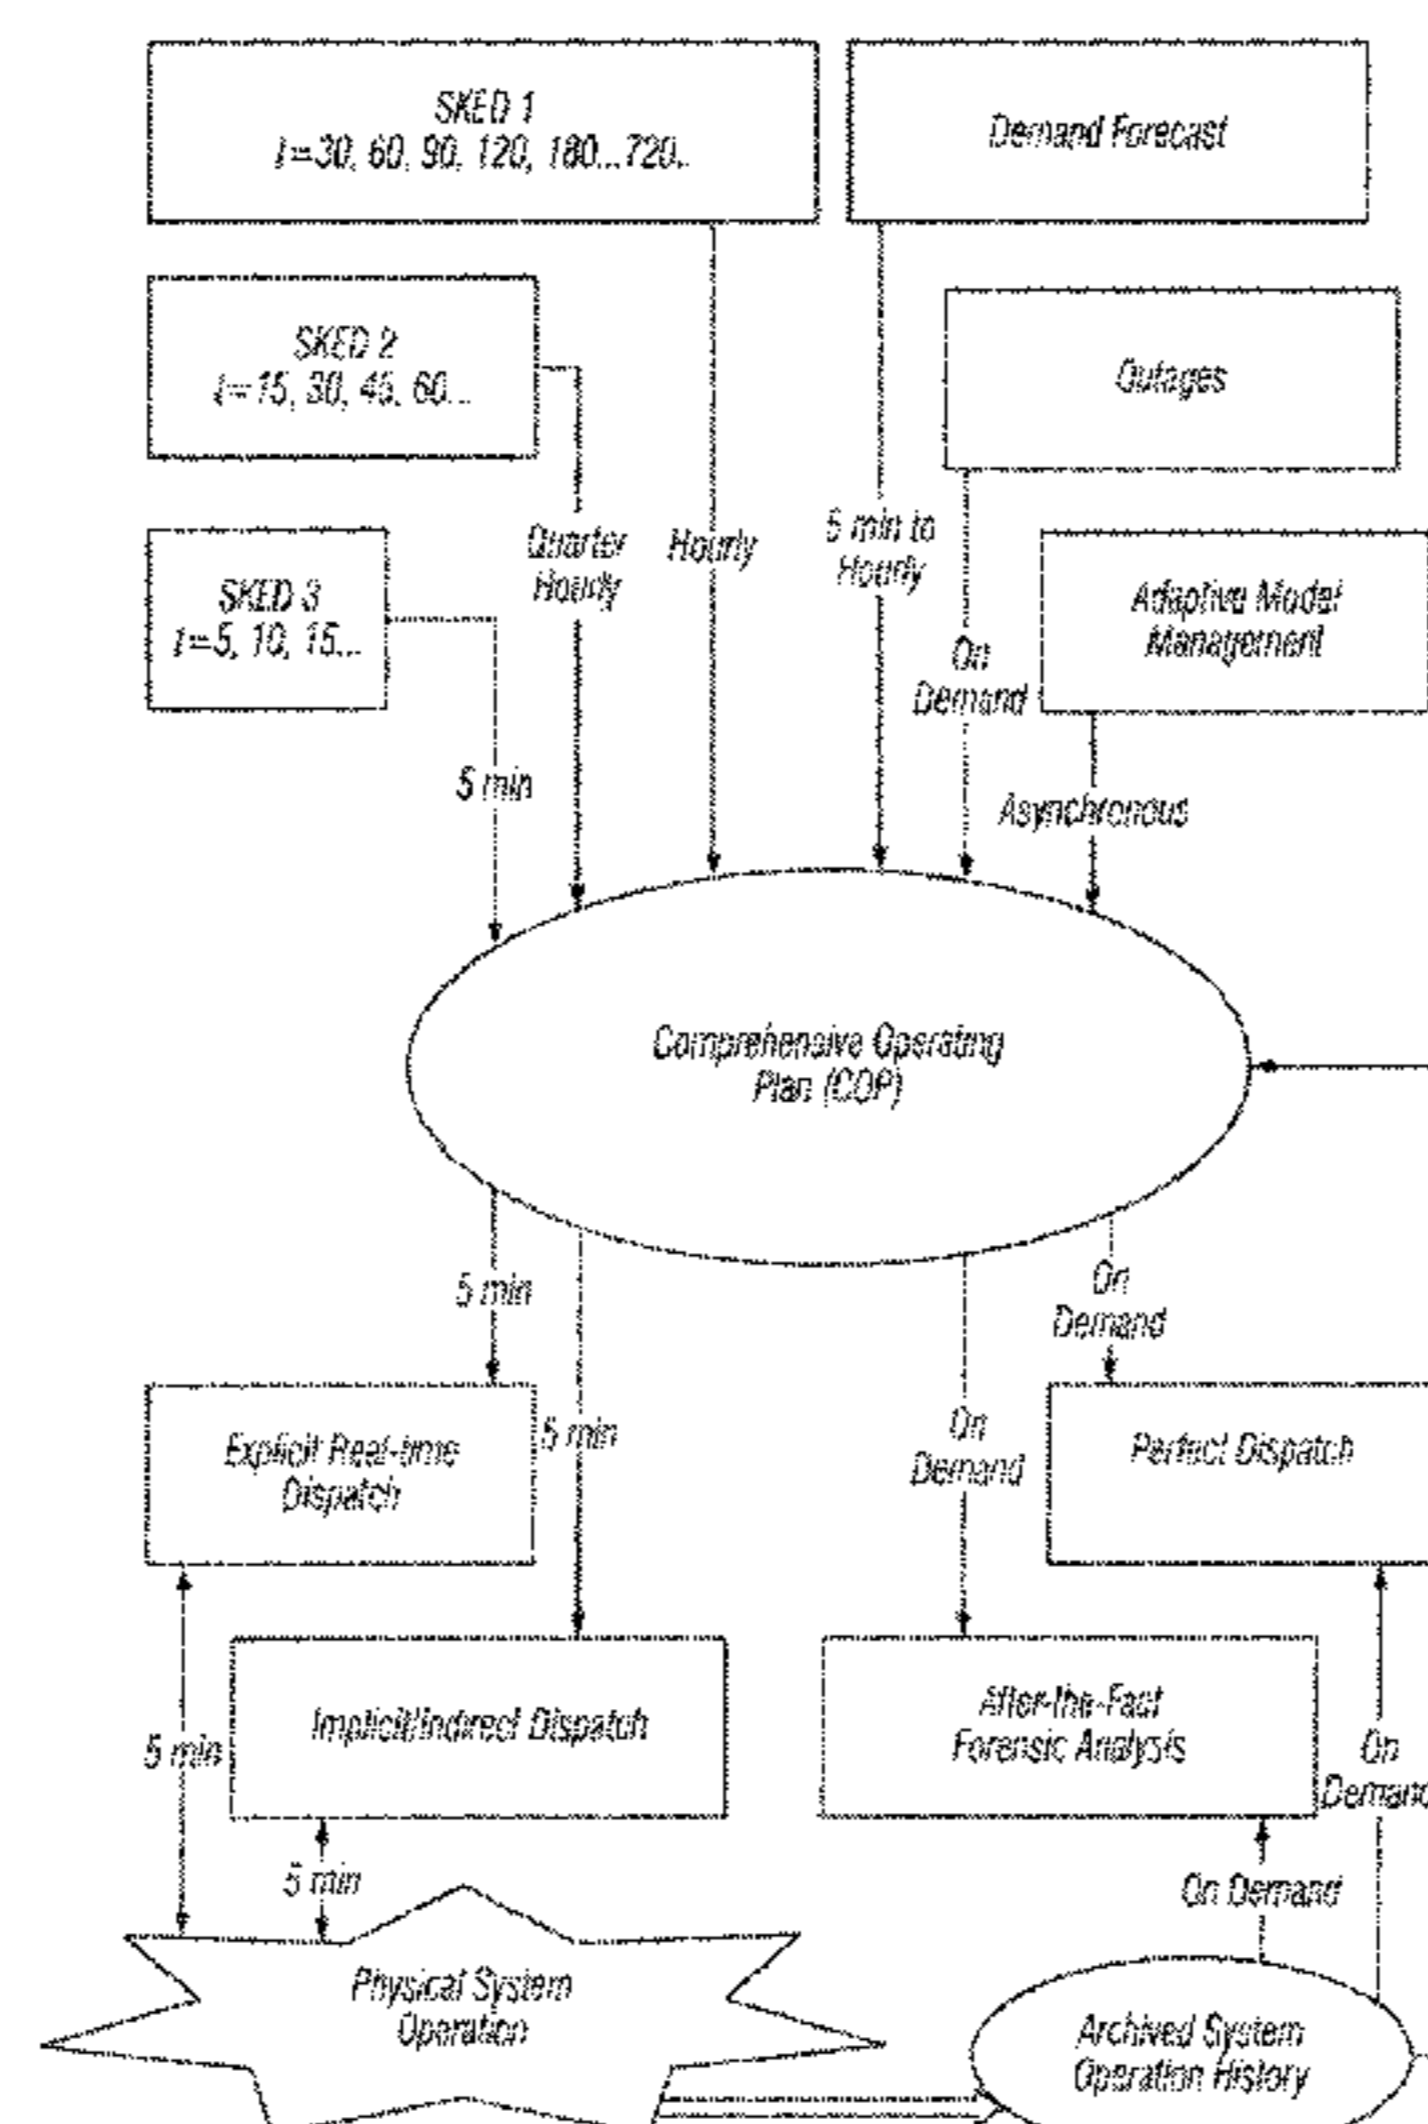 SKED 1
t=30, 60, 90, 120, 180...720..
Demand Forecast
SKED 2
t=15, 30, 45, 60...
Outages
SKED 3
t=5, 10, 15...
Quarter
Hourly
Hourly
5 min to
Hourly
On
Demand
Adaptive Model
Management
5 min
Asynchronous
Comprehensive Operating
Plan (COP)
5 min
On
Demand
Explicit Real-time
Dispatch
5 min
On
Demand
Perfect Dispatch
5 min
Implicit/Indirect Dispatch
After-the-Fact
Forensic Analysis
On
Demand
5 min
On Demand
Physical System
Operation
Archived System
Operation History